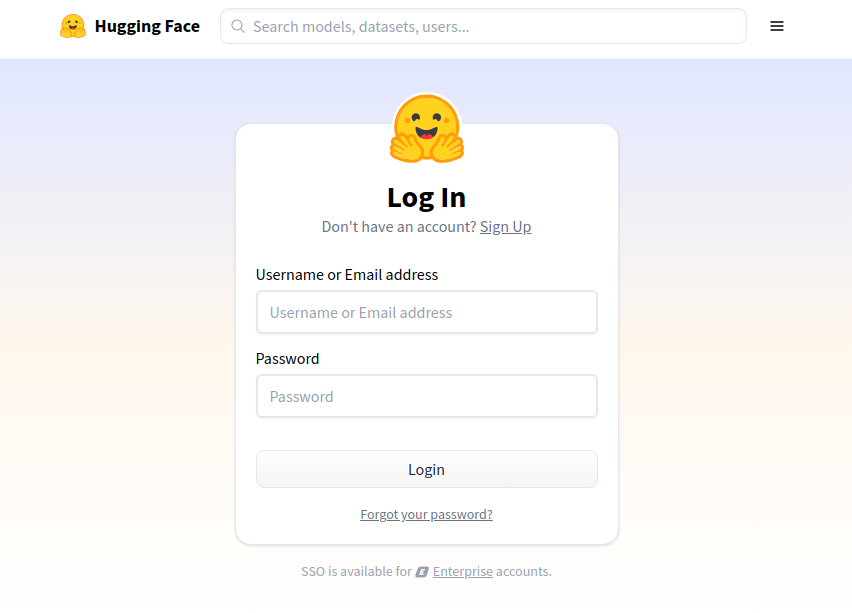 Hugging Face
Search models, datasets, users...
Log In
Don't have an account? Sign Up
Username or Email address
Username or Email address
Password
Password
Login
Forgot your password?
SSO is available for E Enterprise accounts.